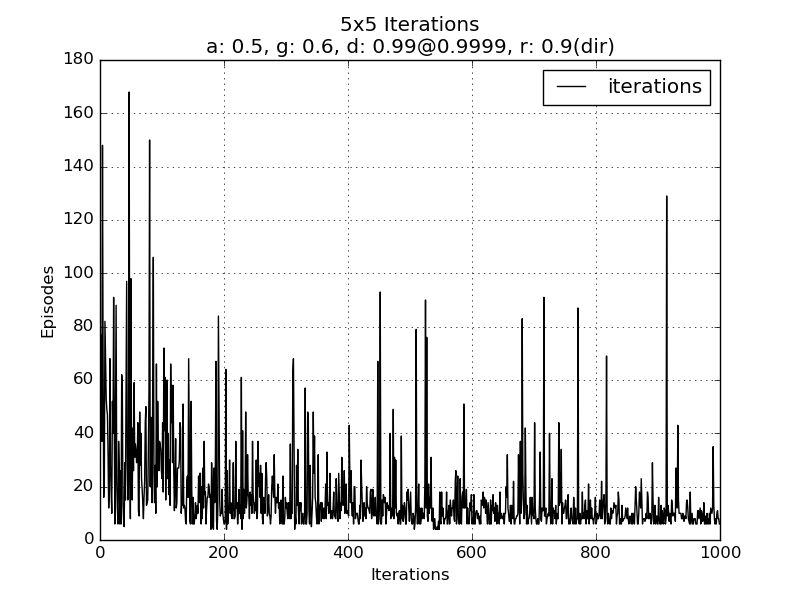 5x5 Iterations
a: 0.5, g: 0.6, d: 0.99@0.9999, r: 0.9(dir)
iterations
180
160
140
120
100
80
60
40
20
0
Episodes
0 200 400 600 800 1000
Iterations